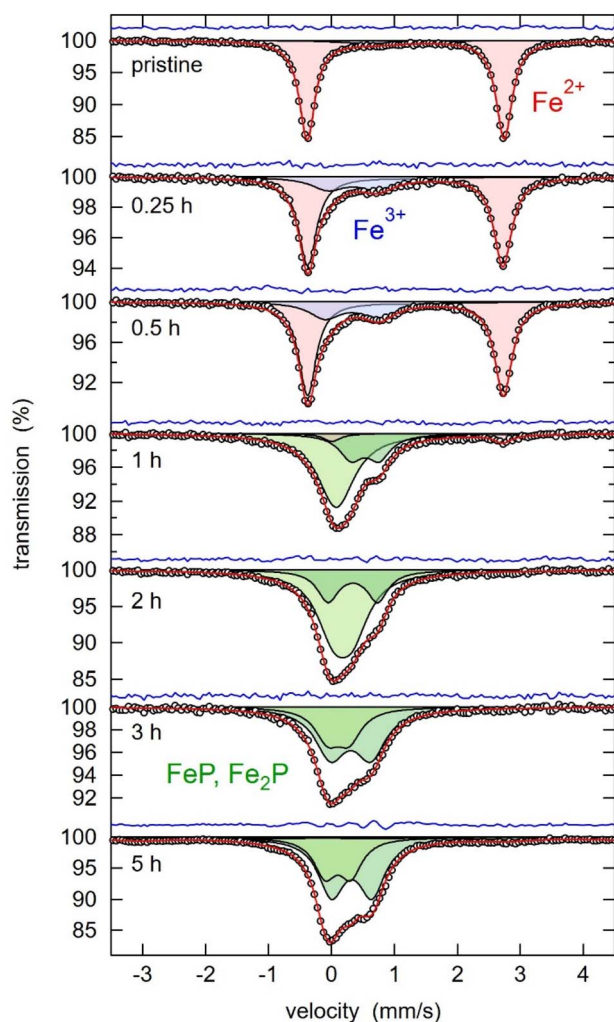 100
95
90
85
pristine
Fe²⁺
100
98
96
94
0.25 h
Fe³⁺
100
96
92
0.5 h
100
96
92
88
1 h
100
95
90
85
2 h
100
98
96
94
92
3 h
FeP, Fe₂P
100
95
90
85
5 h
transmission (%)
-3 -2 -1 0 1 2 3 4
velocity (mm/s)